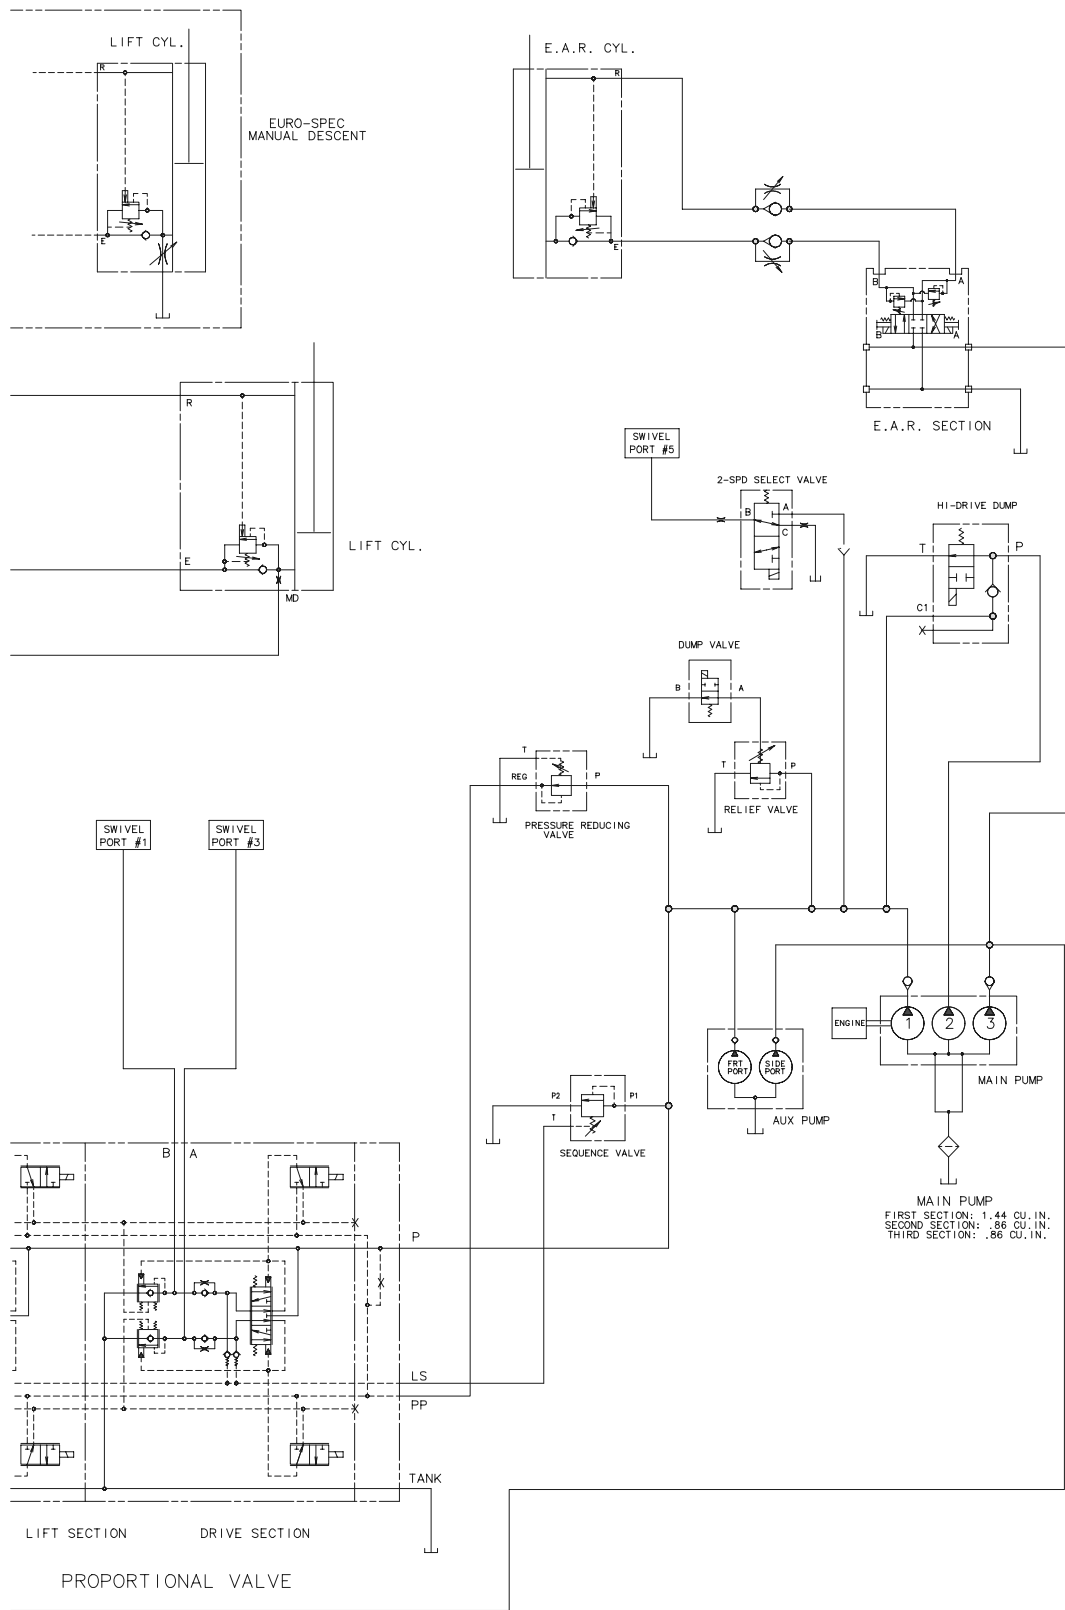 LIFT CYL.
R
EURO-SPEC
MANUAL DESCENT
E
E.A.R. CYL.
R
E
B
A
B
A
E.A.R. SECTION
R
E
LIFT CYL.
MD
SWIVEL
PORT #5
2-SPD SELECT VALVE
B
A
C
HI-DRIVE DUMP
T
P
C1
DUMP VALVE
B
A
T
P
RELIEF VALVE
T
REG
P
PRESSURE REDUCING
VALVE
SWIVEL
PORT #1
SWIVEL
PORT #3
ENGINE
1
2
3
MAIN PUMP
FRT
PORT
SIDE
PORT
AUX PUMP
P2
P1
T
SEQUENCE VALVE
MAIN PUMP
FIRST SECTION: 1.44 CU.IN.
SECOND SECTION: .86 CU.IN.
THIRD SECTION: .86 CU.IN.
B
A
P
LS
PP
TANK
LIFT SECTION
DRIVE SECTION
PROPORTIONAL VALVE